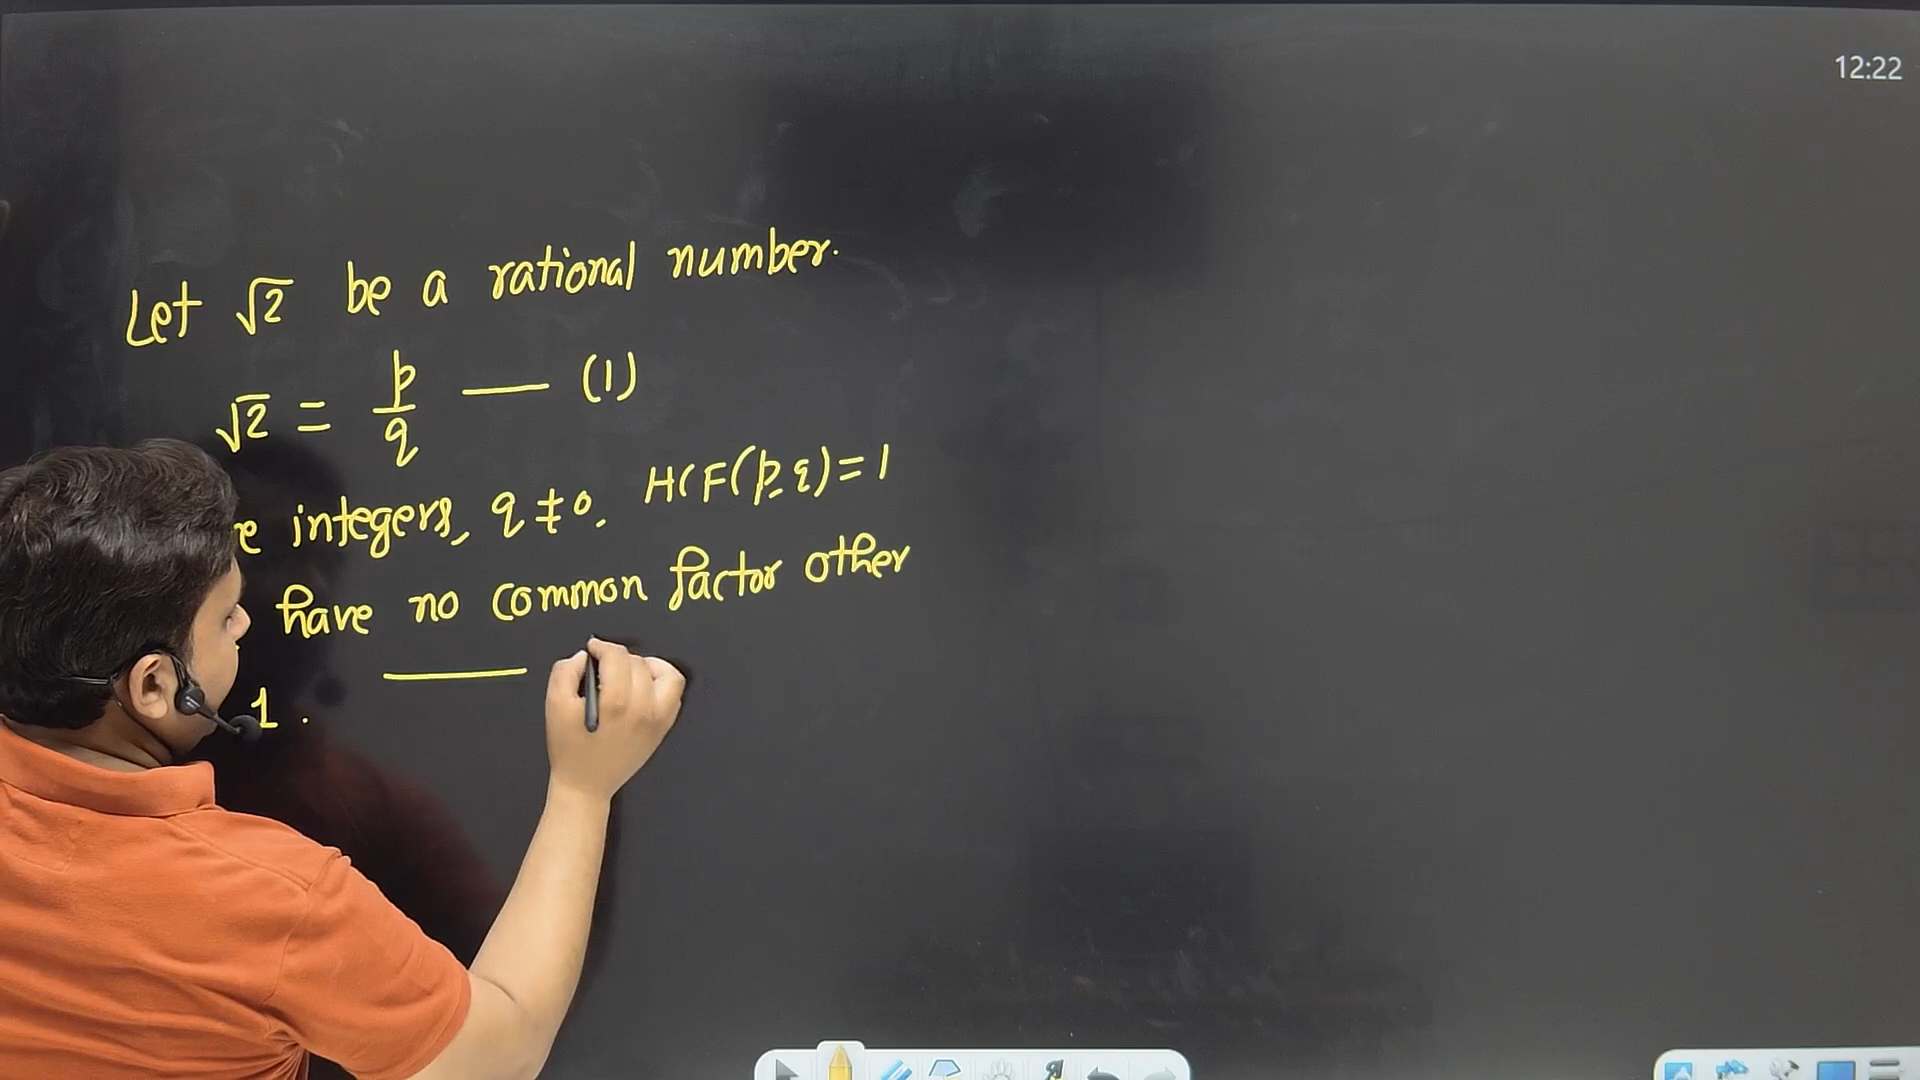 12:22
Let √2 be a rational number.
√2 = p/q — (1)
integers, q ≠ 0, HCF(p, q) = 1
have no common factor other
1. —